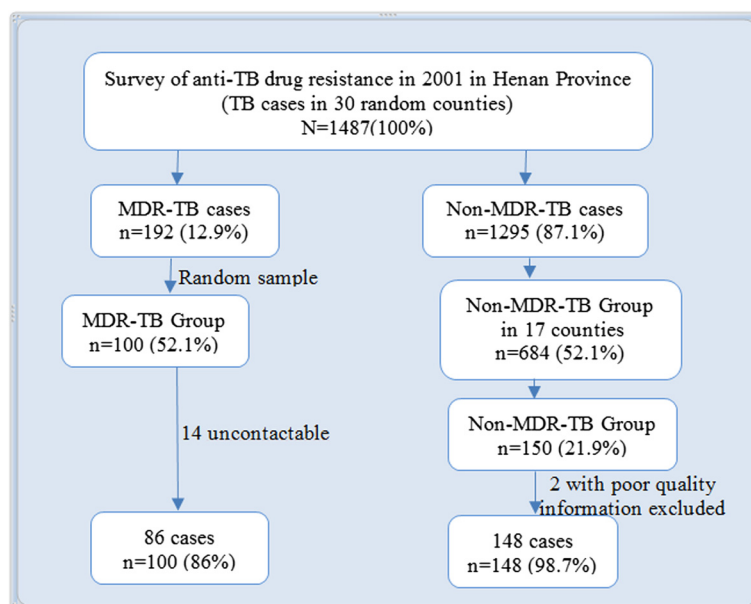 Survey of anti-TB drug resistance in 2001 in Henan Province
(TB cases in 30 random counties)
N=1487(100%)
MDR-TB cases
n=192 (12.9%)
Non-MDR-TB cases
n=1295 (87.1%)
Random sample
MDR-TB Group
n=100 (52.1%)
Non-MDR-TB Group
in 17 counties
n=684 (52.1%)
14 uncontactable
Non-MDR-TB Group
n=150 (21.9%)
2 with poor quality
information excluded
86 cases
n=100 (86%)
148 cases
n=148 (98.7%)